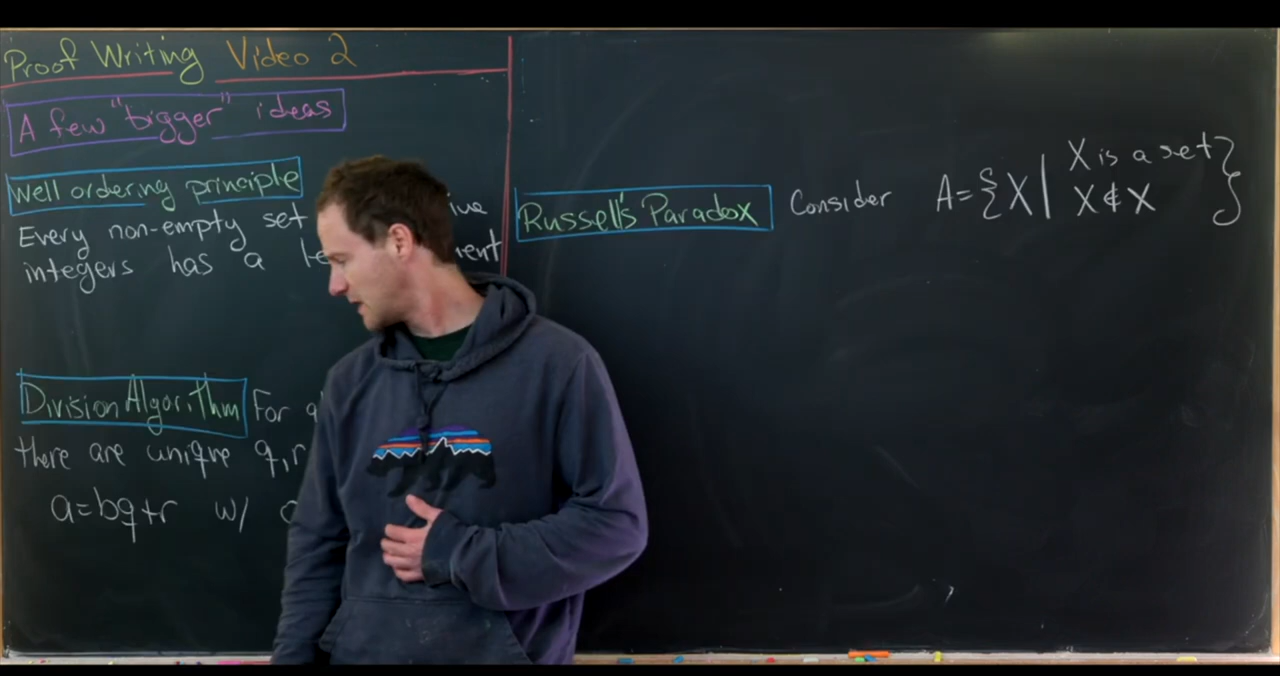 Proof Writing Video 2
A few "bigger" ideas
Well ordering principle
Every non-empty set
integers has a
Division Algorithm For
there are unique q,r
a=bq+r w/
Russell's Paradox Consider A={X| X is a set
X∉X}